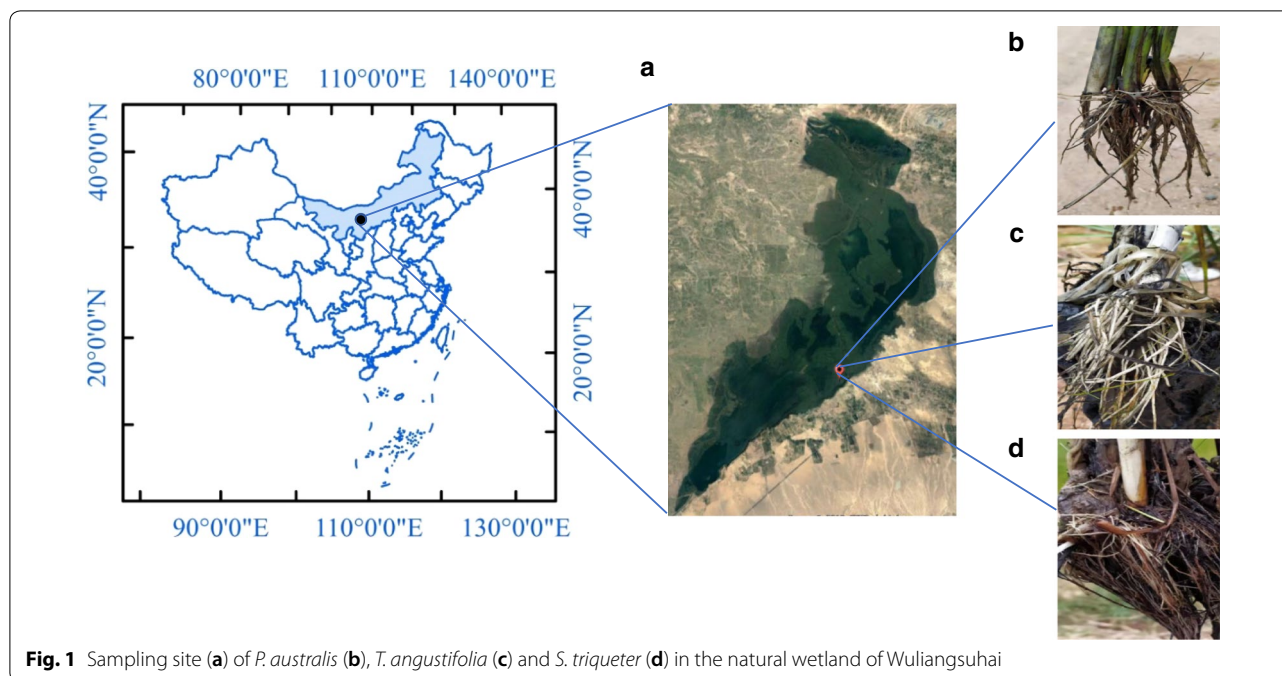 b
a
80°0'0"E 110°0'0"E 140°0'0"E
40°0'0"N
40°0'0"N
c
20°0'0"N
20°0'0"N
d
90°0'0"E 110°0'0"E 130°0'0"E
Fig. 1 Sampling site (a) of P. australis (b), T. angustifolia (c) and S. triqueter (d) in the natural wetland of Wuliangsuhai